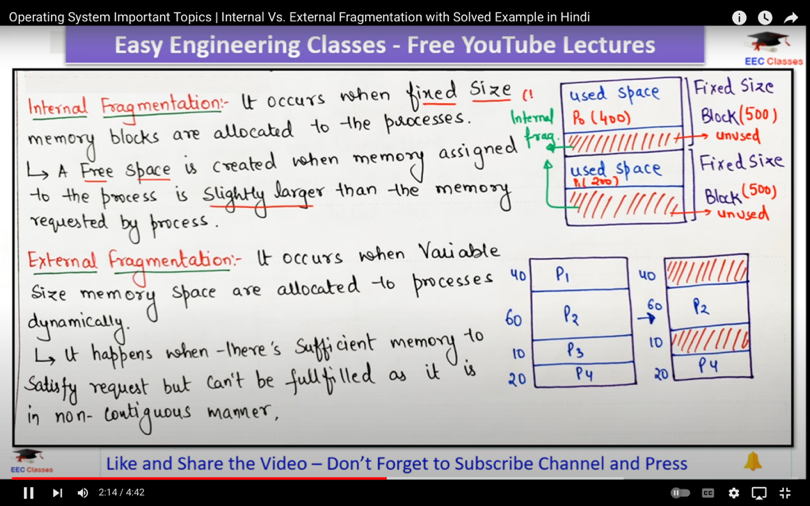 Operating System Important Topics | Internal Vs. External Fragmentation with Solved Example in Hindi
Easy Engineering Classes - Free YouTube Lectures
EEC Classes
Internal Fragmentation:- It occurs when fixed Size
memory blocks are allocated to the processes.
↳ A Free Space is created when memory assigned
to the process is Slightly larger than the memory
requested by process.
Internal
frag.
used space
P0 (400)
used space
P1(200)
Fixed Size
Block(500)
→ unused
Fixed Size
Block(500)
→ unused
External Fragmentation:- It occurs when Variable
Size memory space are allocated to processes
dynamically.
↳ It happens when there's Sufficient memory to
Satisfy request but can't be fullfilled as it is
in non-contiguous manner.
40 P1
60 P2
10 P3
20 P4
→
40
60 P2
10
20 P4
EEC Classes
Like and Share the Video – Don't Forget to Subscribe Channel and Press
2:14 / 4:42
CC